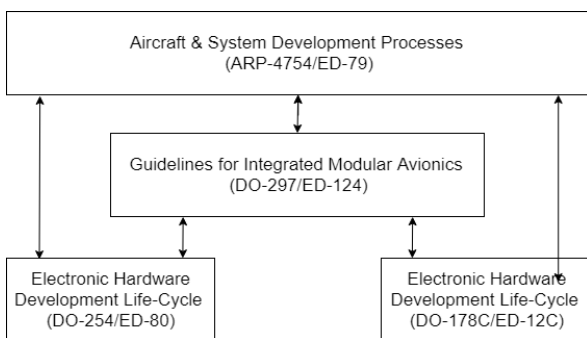 Aircraft & System Development Processes
(ARP-4754/ED-79)
Guidelines for Integrated Modular Avionics
(DO-297/ED-124)
Electronic Hardware
Development Life-Cycle
(DO-254/ED-80)
Electronic Hardware
Development Life-Cycle
(DO-178C/ED-12C)